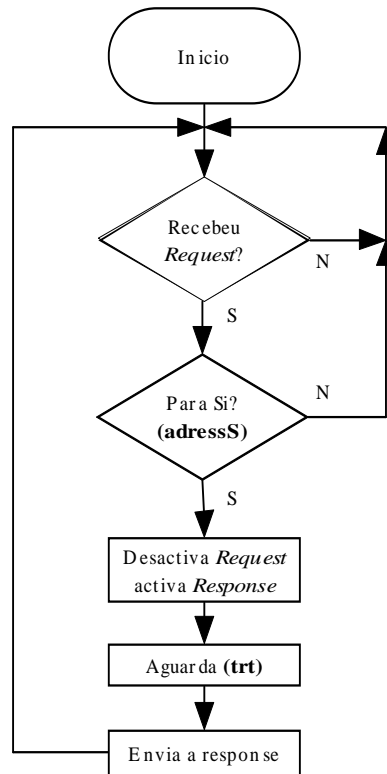 Inicio
Recebeu
Request?
N
S
Para Si?
(adressS)
N
S
Desactiva Request
activa Response
Aguarda (trt)
Envia a response